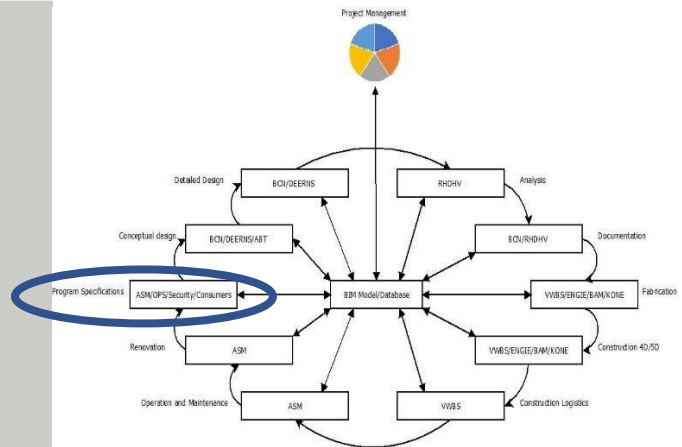 Project Management
Detailed Design
BCN/DEERNS
RHDHV
Analysis
Conceptual design
BCN/DEERNS/ABT
BCN/RHDHV
Documentation
Program Specifications
ASM/OPS/Security/Consumers
BIM Model/Database
VWBS/ENGIE/BAM/KONE
Fabrication
Renovation
ASM
VWBS/ENGIE/BAM/KONE
Construction 4D/5D
Operation and Maintenance
ASM
VWBS
Construction Logistics